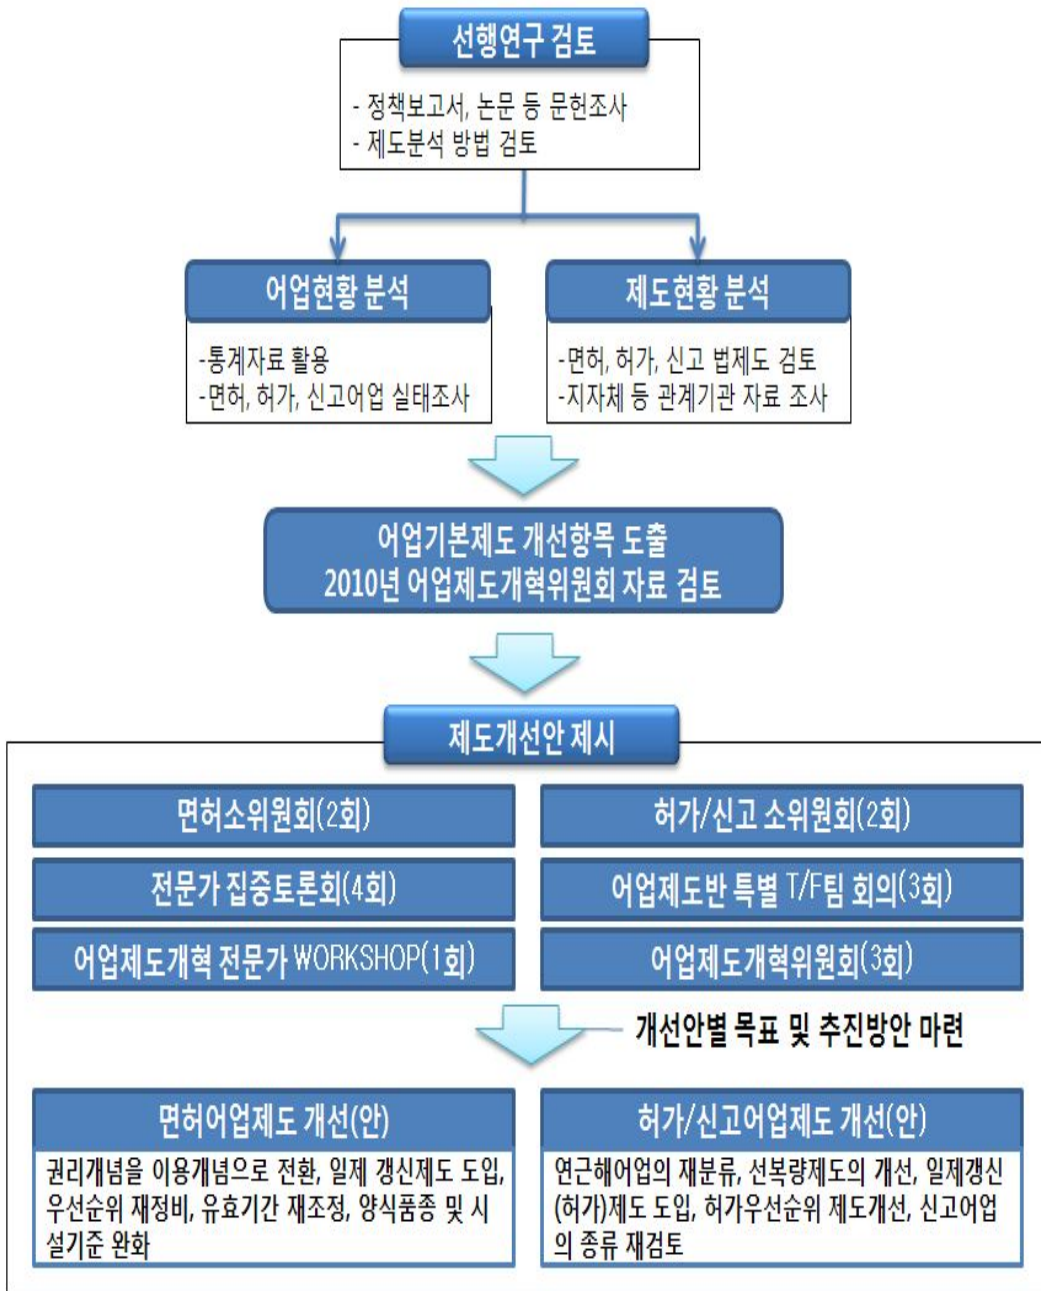 선행연구 검토
- 정책보고서, 논문 등 문헌조사
- 제도분석 방법 검토
어업현황 분석
-통계자료 활용
-면허, 허가, 신고어업 실태조사
제도현황 분석
-면허, 허가, 신고 법제도 검토
-지자체 등 관계기관 자료 조사
어업기본제도 개선항목 도출
2010년 어업제도개혁위원회 자료 검토
제도개선안 제시
면허소위원회(2회)
허가/신고 소위원회(2회)
전문가 집중토론회(4회)
어업제도반 특별 T/F팀 회의(3회)
어업제도개혁 전문가 WORKSHOP(1회)
어업제도개혁위원회(3회)
개선안별 목표 및 추진방안 마련
면허어업제도 개선(안)
권리개념을 이용개념으로 전환, 일제 갱신제도 도입,
우선순위 재정비, 유효기간 재조정, 양식품종 및 시
설기준 완화
허가/신고어업제도 개선(안)
연근해어업의 재분류, 선복량제도의 개선, 일제갱신
(허가)제도 도입, 허가우선순위 제도개선, 신고어업
의 종류 재검토